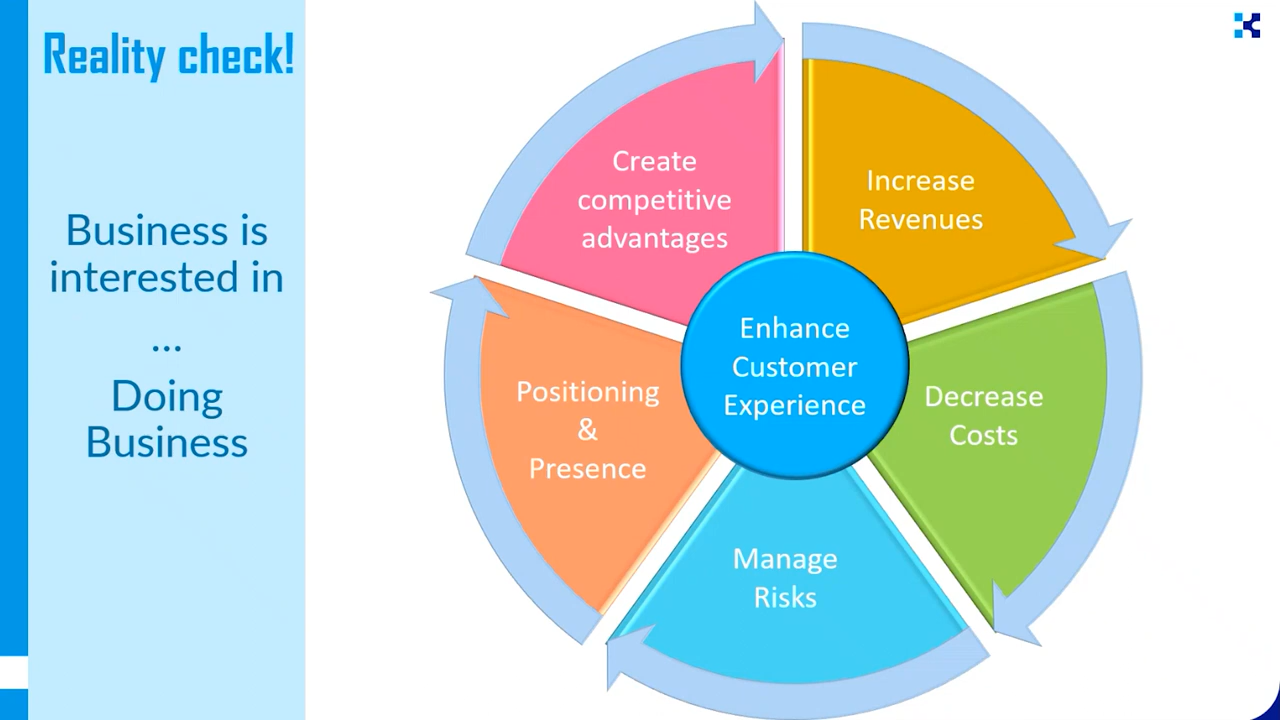 Reality check!
Business is
interested in
...
Doing
Business
Create
competitive
advantages
Increase
Revenues
Enhance
Customer
Experience
Decrease
Costs
Positioning
&
Presence
Manage
Risks